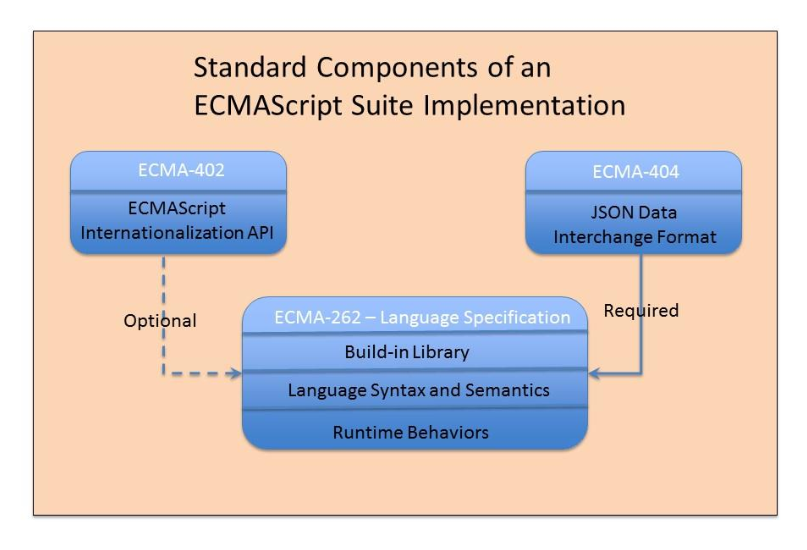 Standard Components of an
ECMAScript Suite Implementation
ECMA-402
ECMAScript
Internationalization API
ECMA-404
JSON Data
Interchange Format
Optional
Required
ECMA-262 – Language Specification
Build-in Library
Language Syntax and Semantics
Runtime Behaviors